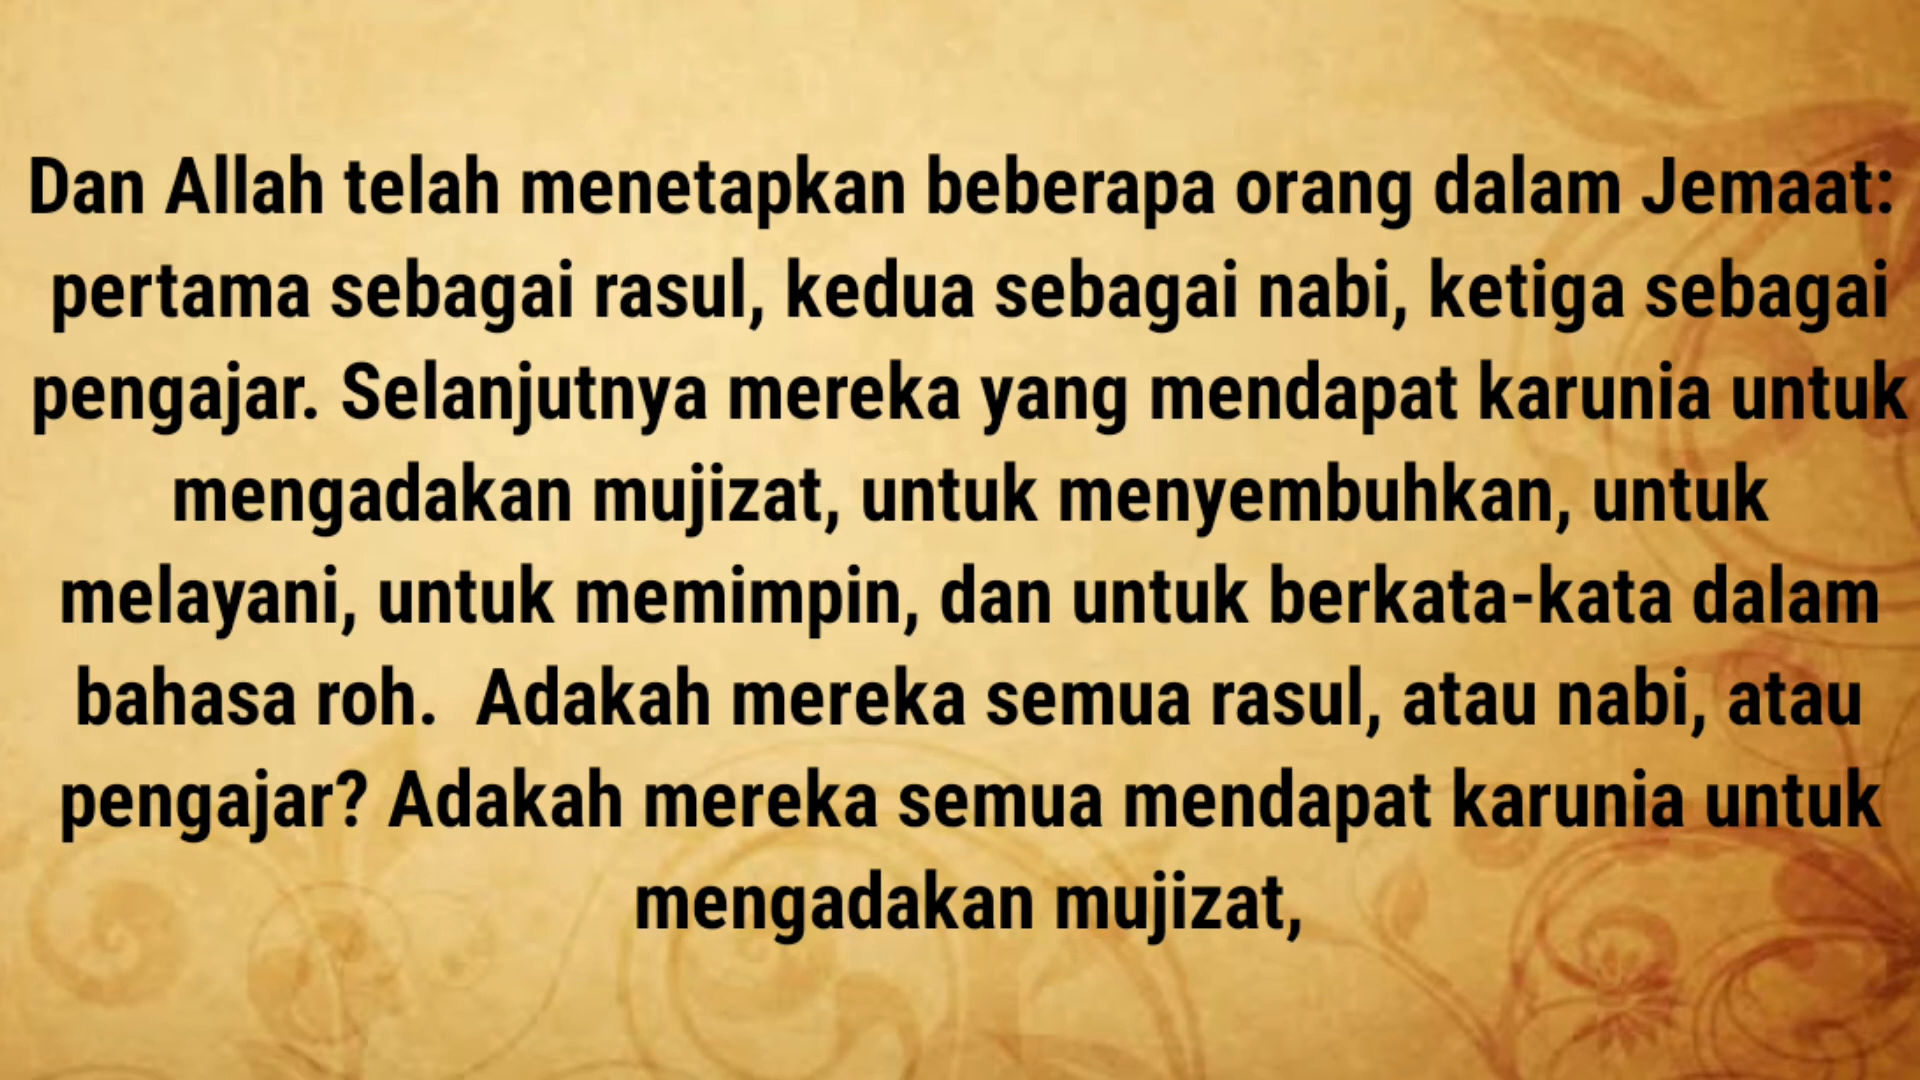 Dan Allah telah menetapkan beberapa orang dalam Jemaat:
pertama sebagai rasul, kedua sebagai nabi, ketiga sebagai
pengajar. Selanjutnya mereka yang mendapat karunia untuk
mengadakan mujizat, untuk menyembuhkan, untuk
melayani, untuk memimpin, dan untuk berkata-kata dalam
bahasa roh.  Adakah mereka semua rasul, atau nabi, atau
pengajar? Adakah mereka semua mendapat karunia untuk
mengadakan mujizat,